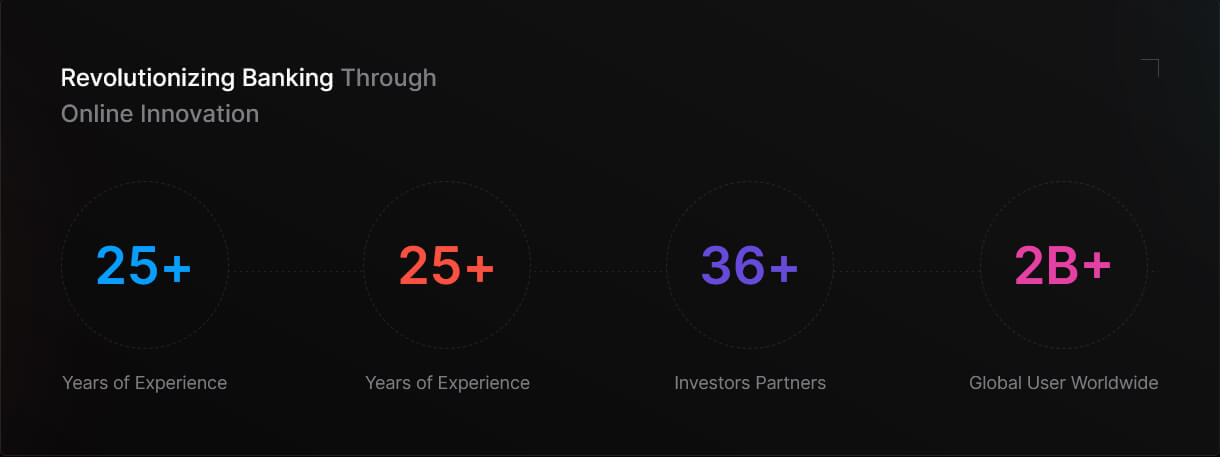 Revolutionizing Banking Through
Online Innovation
25+
25+
36+
2B+
Years of Experience
Years of Experience
Investors Partners
Global User Worldwide